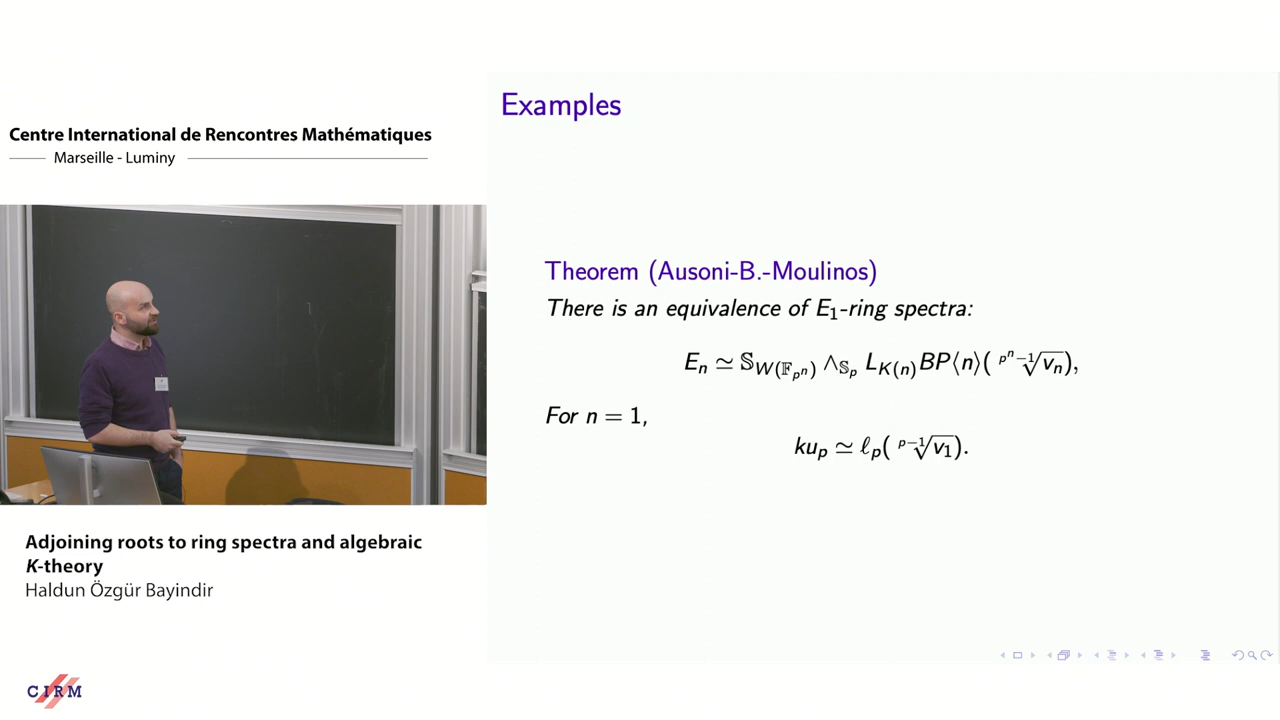 Centre International de Rencontres Mathématiques
Marseille - Luminy
Adjoining roots to ring spectra and algebraic
K-theory
Haldun Özgür Bayindir
CIRM
Examples
Theorem (Ausoni-B.-Moulinos)
There is an equivalence of E₁-ring spectra:
Eₙ ≃ 𝕊_{W(𝔽_{pⁿ})} ∧_{𝕊_p} L_{K(n)}BP⟨n⟩( \sqrt[pⁿ−1]{vₙ}),
For n = 1,
ku_p ≃ ℓ_p( \sqrt[p−1]{v₁}).